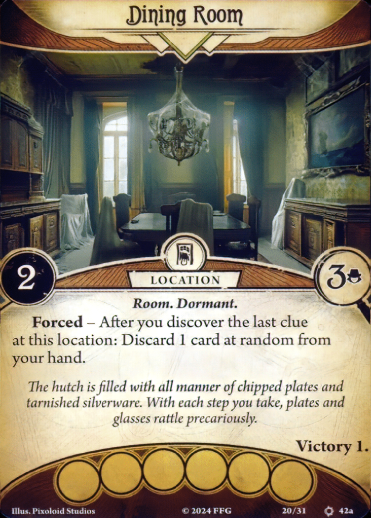 Dining Room
2
LOCATION
3
Room. Dormant.
Forced – After you discover the last clue
at this location: Discard 1 card at random from
your hand.
The hutch is filled with all manner of chipped plates and
tarnished silverware. With each step you take, plates and
glasses rattle precariously.
Victory 1.
Illus. Pixoloid Studios © 2024 FFG 20/31 42a